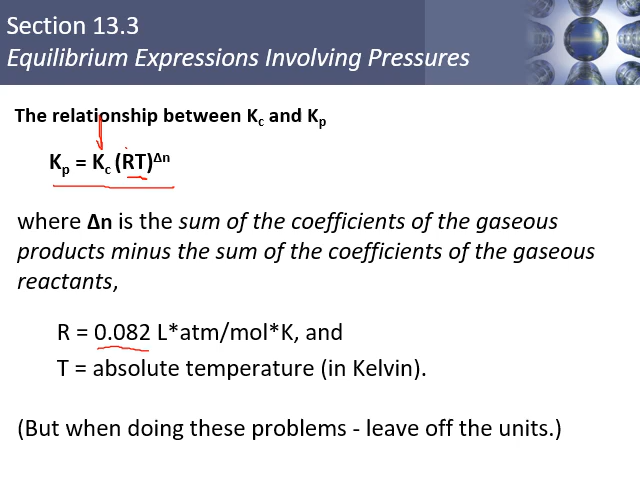 Section 13.3
Equilibrium Expressions Involving Pressures
The relationship between Kc and Kp
Kp = Kc (RT)^Δn
where Δn is the sum of the coefficients of the gaseous
products minus the sum of the coefficients of the gaseous
reactants,
R = 0.082 L*atm/mol*K, and
T = absolute temperature (in Kelvin).
(But when doing these problems - leave off the units.)